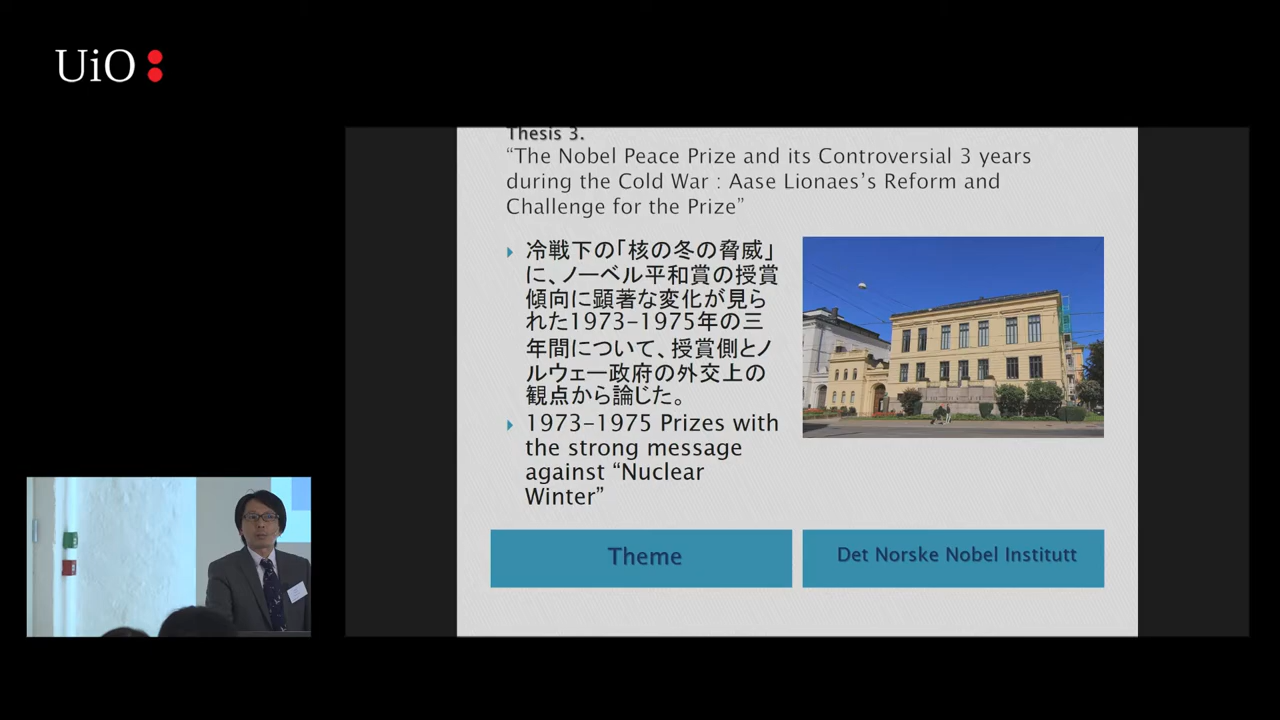 UiO:
Thesis 3.
“The Nobel Peace Prize and its Controversial 3 years
during the Cold War : Aase Lionaes’s Reform and
Challenge for the Prize”
冷戦下の「核の冬の脅威」
に、ノーベル平和賞の授賞
傾向に顕著な変化が見ら
れた1973-1975年の三
年間について、授賞側とノ
ルウェー政府の外交上の
観点から論じた。
1973-1975 Prizes with
the strong message
against “Nuclear
Winter”
Theme
Det Norske Nobel Institutt